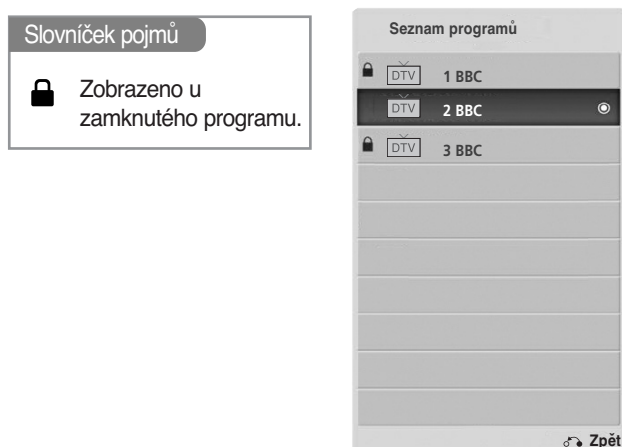 Slovníček pojmů
Zobrazeno u
zamknutého programu.
Seznam programů
DTV 1 BBC
DTV 2 BBC
DTV 3 BBC
Zpět